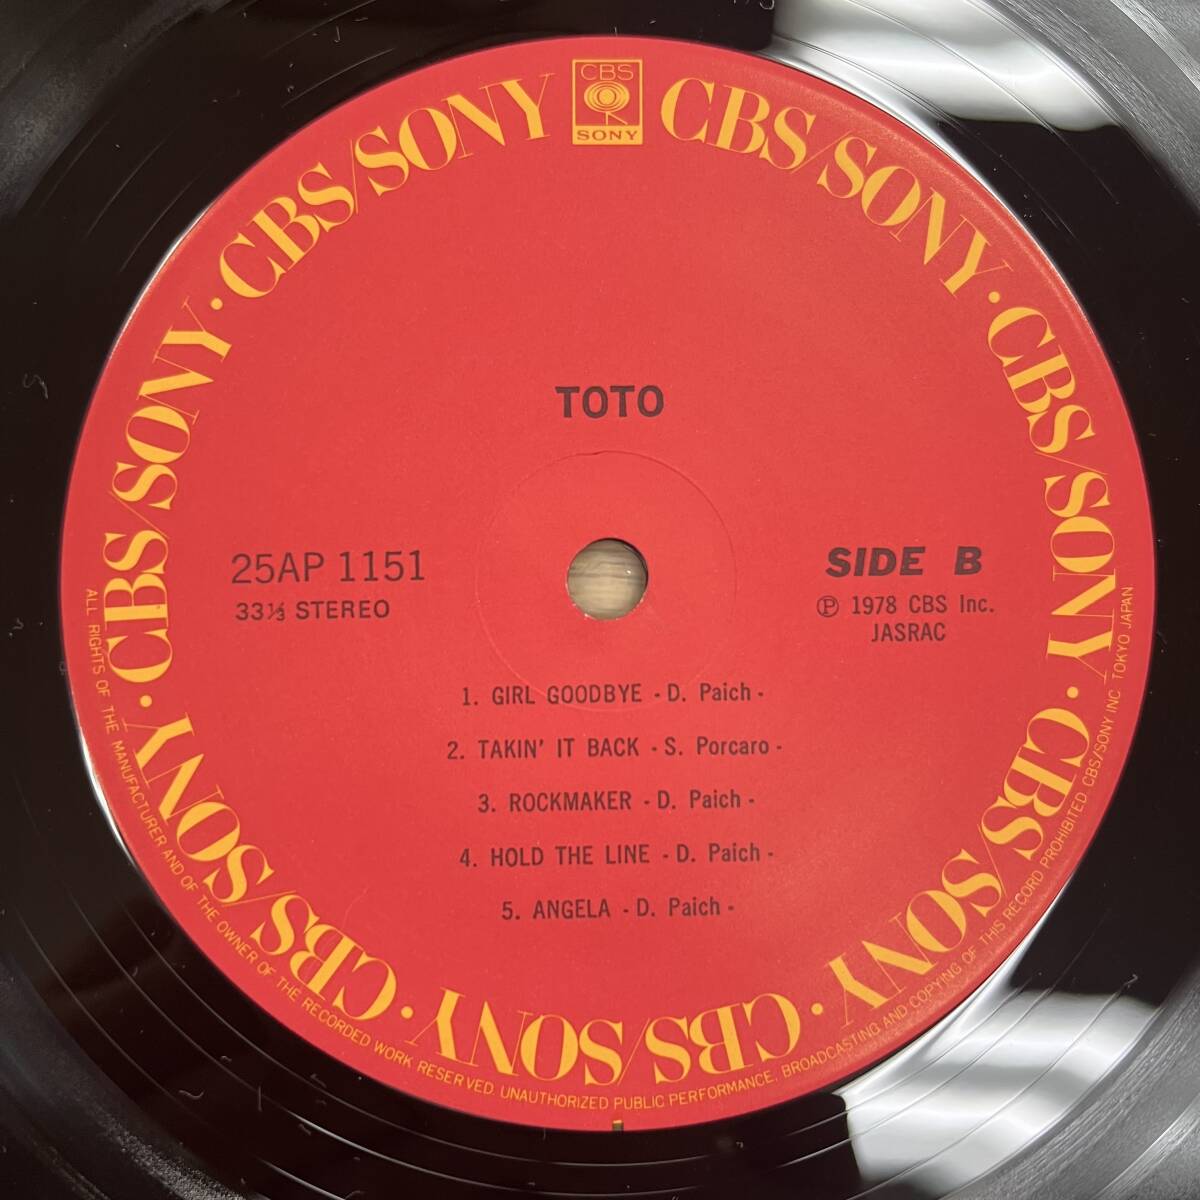 CBS
SONY
CBS/SONY · CBS/SONY · CBS/SONY · CBS/SONY · CBS/SONY · CBS/SONY · CBS/SONY · CBS/SONY
TOTO
25AP 1151
33⅓ STEREO
SIDE B
Ⓟ 1978 CBS Inc.
JASRAC
1. GIRL GOODBYE - D. Paich -
2. TAKIN' IT BACK - S. Porcaro -
3. ROCKMAKER - D. Paich -
4. HOLD THE LINE - D. Paich -
5. ANGELA - D. Paich -
ALL RIGHTS OF THE MANUFACTURER AND OF THE OWNER OF THE RECORDED WORK RESERVED. UNAUTHORIZED PUBLIC PERFORMANCE. BROADCASTING AND COPYING OF THIS RECORD PROHIBITED CBS/SONY INC TOKYO JAPAN